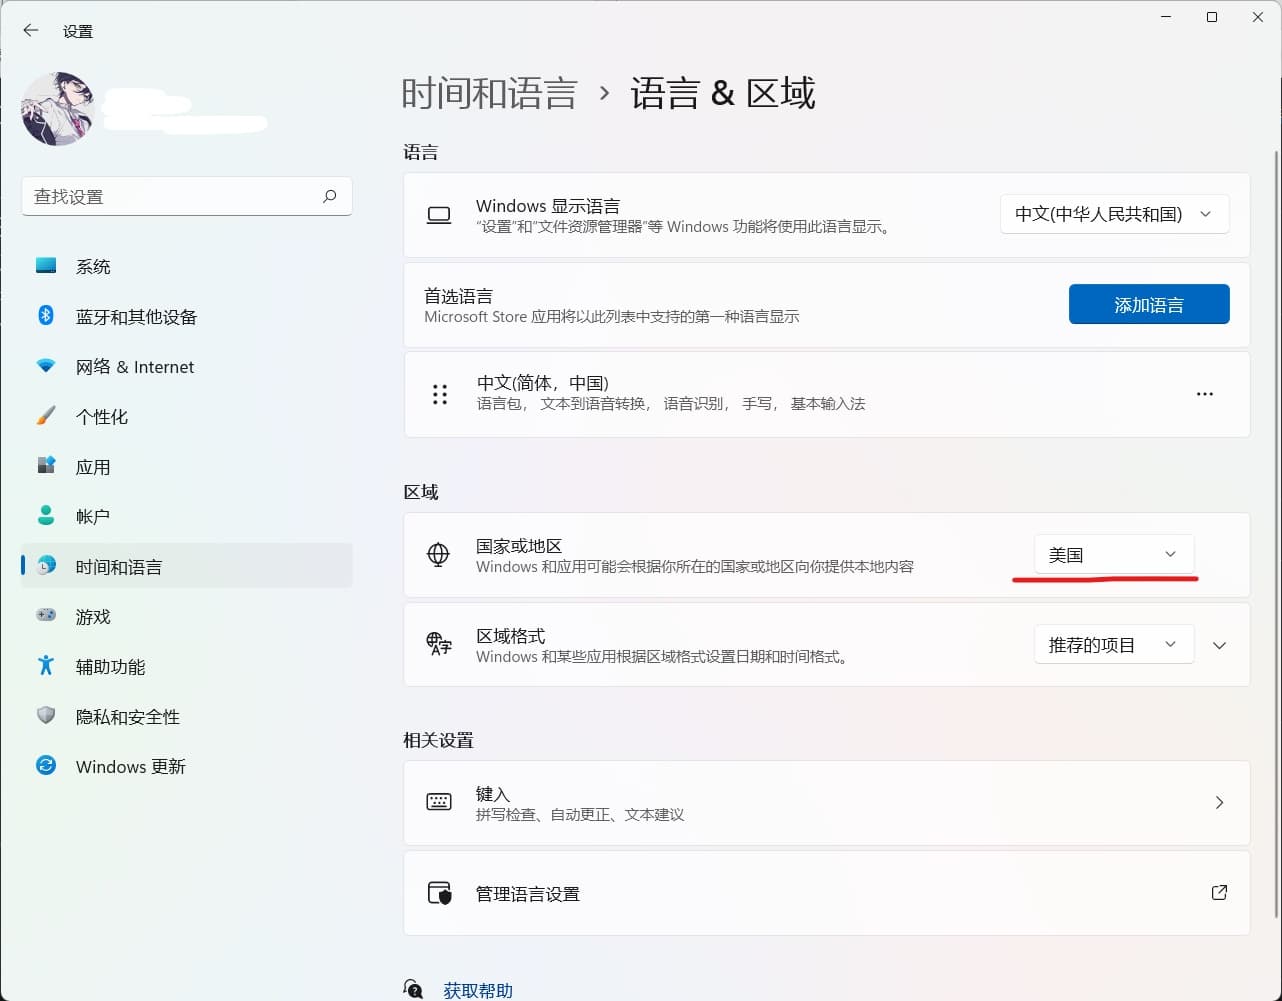 设置
时间和语言 › 语言 & 区域
查找设置
系统
蓝牙和其他设备
网络 & Internet
个性化
应用
帐户
时间和语言
游戏
辅助功能
隐私和安全性
Windows 更新
语言
Windows 显示语言
“设置”和“文件资源管理器”等 Windows 功能将使用此语言显示。
中文(中华人民共和国)
首选语言
Microsoft Store 应用将以此列表中支持的第一种语言显示
添加语言
中文(简体，中国)
语言包， 文本到语音转换， 语音识别， 手写， 基本输入法
区域
国家或地区
Windows 和应用可能会根据你所在的国家或地区向你提供本地内容
美国
区域格式
Windows 和某些应用根据区域格式设置日期和时间格式。
推荐的项目
相关设置
键入
拼写检查、自动更正、文本建议
管理语言设置
获取帮助